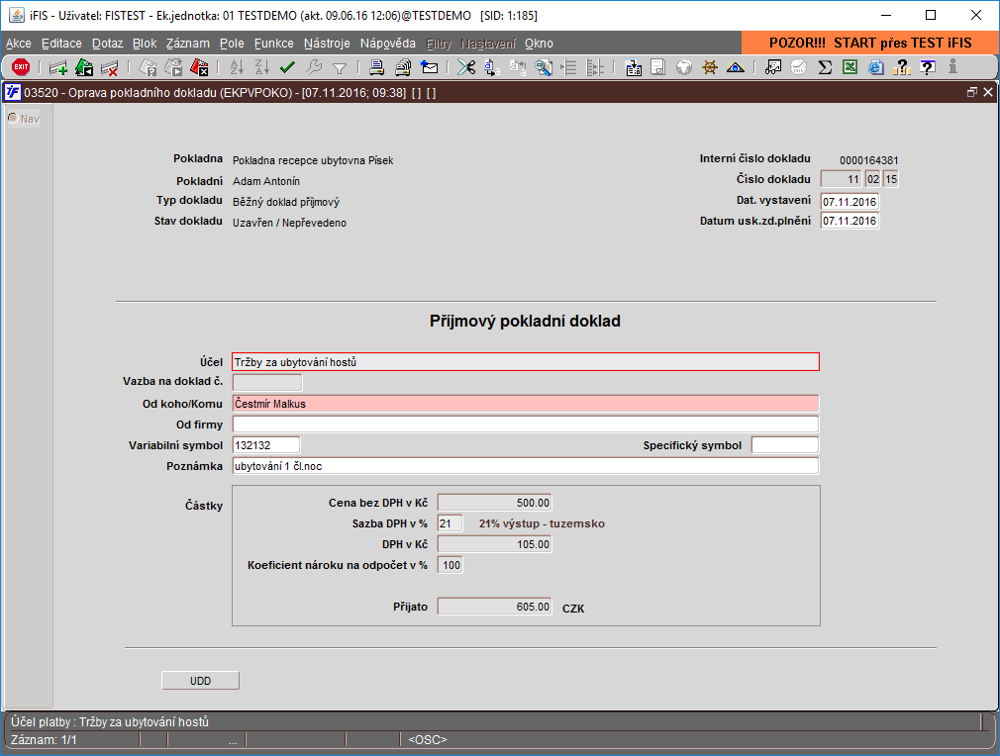 iFIS - Uživatel: FISTEST - Ek.jednotka: 01 TESTDEMO (akt. 09.06.16 12:06)@TESTDEMO [SID: 1:185]
Akce Editace Dotaz Blok Záznam Pole Funkce Nástroje Nápověda Filtry Nastavení Okno POZOR!!! START přes TEST iFIS
EXIT
03520 - Oprava pokladního dokladu (EKPVPOKO) - [07.11.2016; 09:38] [ ] [ ]
Nav
Pokladna Pokladna recepce ubytovna Písek Interní číslo dokladu 0000164381
Pokladní Adam Antonín Číslo dokladu 11 02 15
Typ dokladu Běžný doklad příjmový Dat. vystavení 07.11.2016
Stav dokladu Uzavřen / Nepřevedeno Datum usk.zd.plnění 07.11.2016
Příjmový pokladní doklad
Účel Tržby za ubytování hostů
Vazba na doklad č.
Od koho/Komu Čestmír Malkus
Od firmy
Variabilní symbol 132132 Specifický symbol
Poznámka ubytování 1 čl.noc
Částky Cena bez DPH v Kč 500.00
Sazba DPH v % 21 21% výstup - tuzemsko
DPH v Kč 105.00
Koeficient nároku na odpočet v % 100
Přijato 605.00 CZK
UDD
Účel platby : Tržby za ubytování hostů
Záznam: 1/1 ... <OSC>